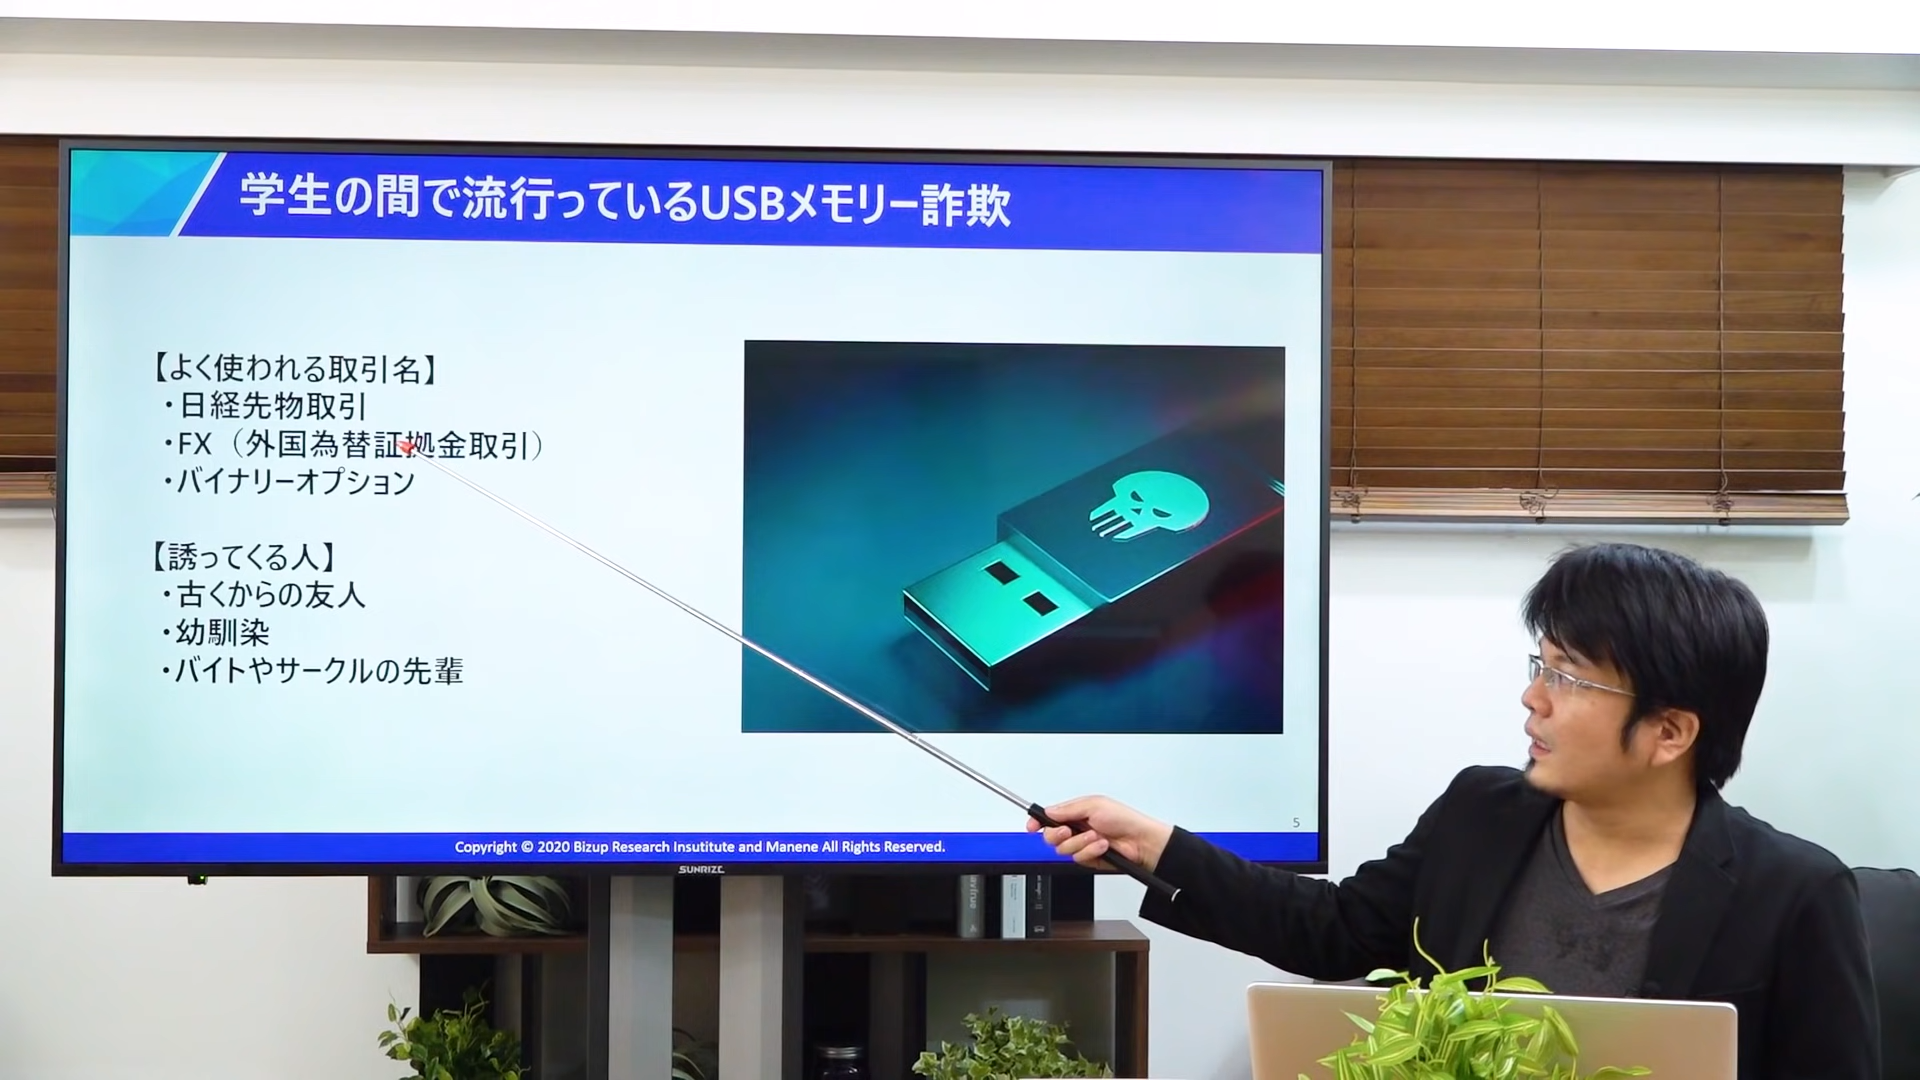 学生の間で流行っているUSBメモリー詐欺
【よく使われる取引名】
・日経先物取引
・FX（外国為替証拠金取引）
・バイナリーオプション
【誘ってくる人】
・古くからの友人
・幼馴染
・バイトやサークルの先輩
5
Copyright © 2020 Bizup Research Insutitute and Manene All Rights Reserved.
SUNRIZE